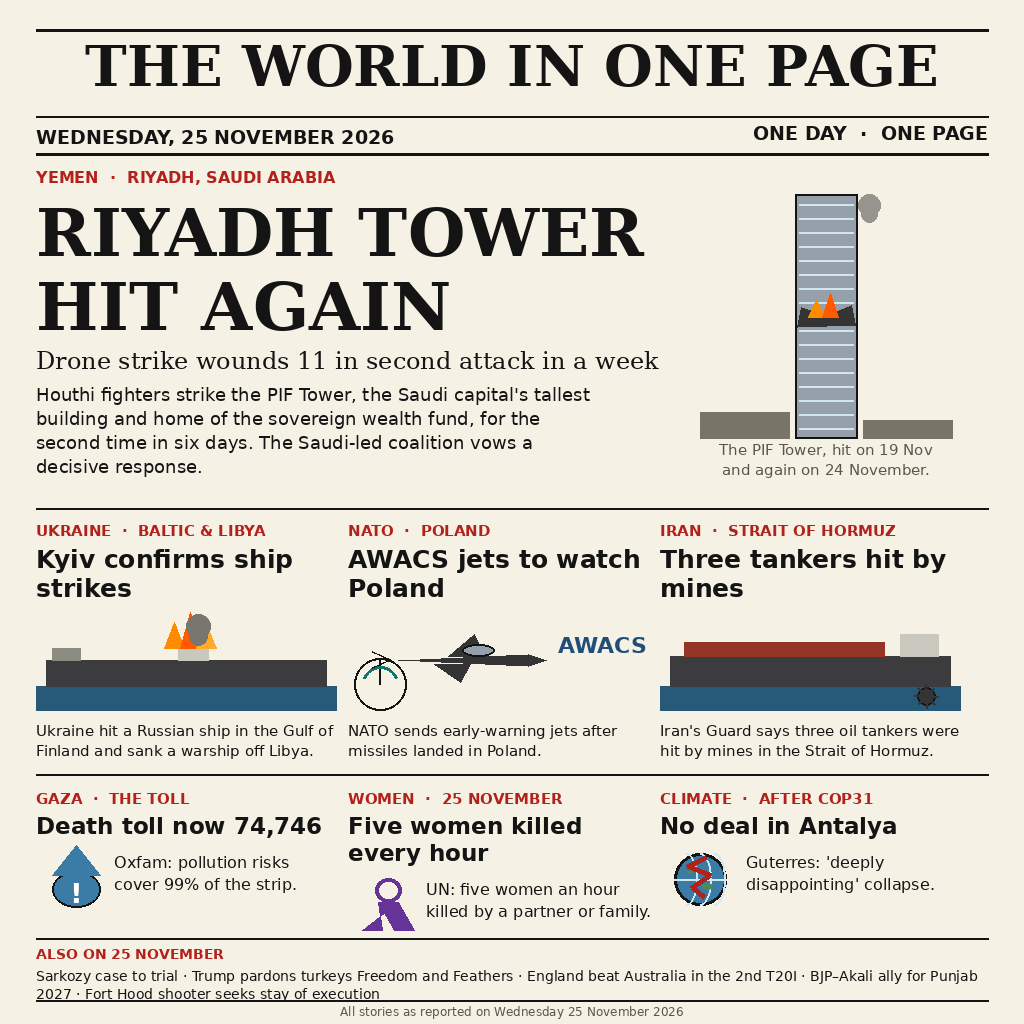 THE WORLD IN ONE PAGE
WEDNESDAY, 25 NOVEMBER 2026
ONE DAY · ONE PAGE
YEMEN · RIYADH, SAUDI ARABIA
RIYADH TOWER
HIT AGAIN
Drone strike wounds 11 in second attack in a week
Houthi fighters strike the PIF Tower, the Saudi capital's tallest
building and home of the sovereign wealth fund, for the
second time in six days. The Saudi-led coalition vows a
decisive response.
The PIF Tower, hit on 19 Nov
and again on 24 November.
UKRAINE · BALTIC & LIBYA
Kyiv confirms ship
strikes
Ukraine hit a Russian ship in the Gulf of
Finland and sank a warship off Libya.
NATO · POLAND
AWACS jets to watch
Poland
AWACS
NATO sends early-warning jets after
missiles landed in Poland.
IRAN · STRAIT OF HORMUZ
Three tankers hit by
mines
Iran's Guard says three oil tankers were
hit by mines in the Strait of Hormuz.
GAZA · THE TOLL
Death toll now 74,746
!
Oxfam: pollution risks
cover 99% of the strip.
WOMEN · 25 NOVEMBER
Five women killed
every hour
UN: five women an hour
killed by a partner or family.
CLIMATE · AFTER COP31
No deal in Antalya
Guterres: 'deeply
disappointing' collapse.
ALSO ON 25 NOVEMBER
Sarkozy case to trial · Trump pardons turkeys Freedom and Feathers · England beat Australia in the 2nd T20I · BJP–Akali ally for Punjab
2027 · Fort Hood shooter seeks stay of execution
All stories as reported on Wednesday 25 November 2026